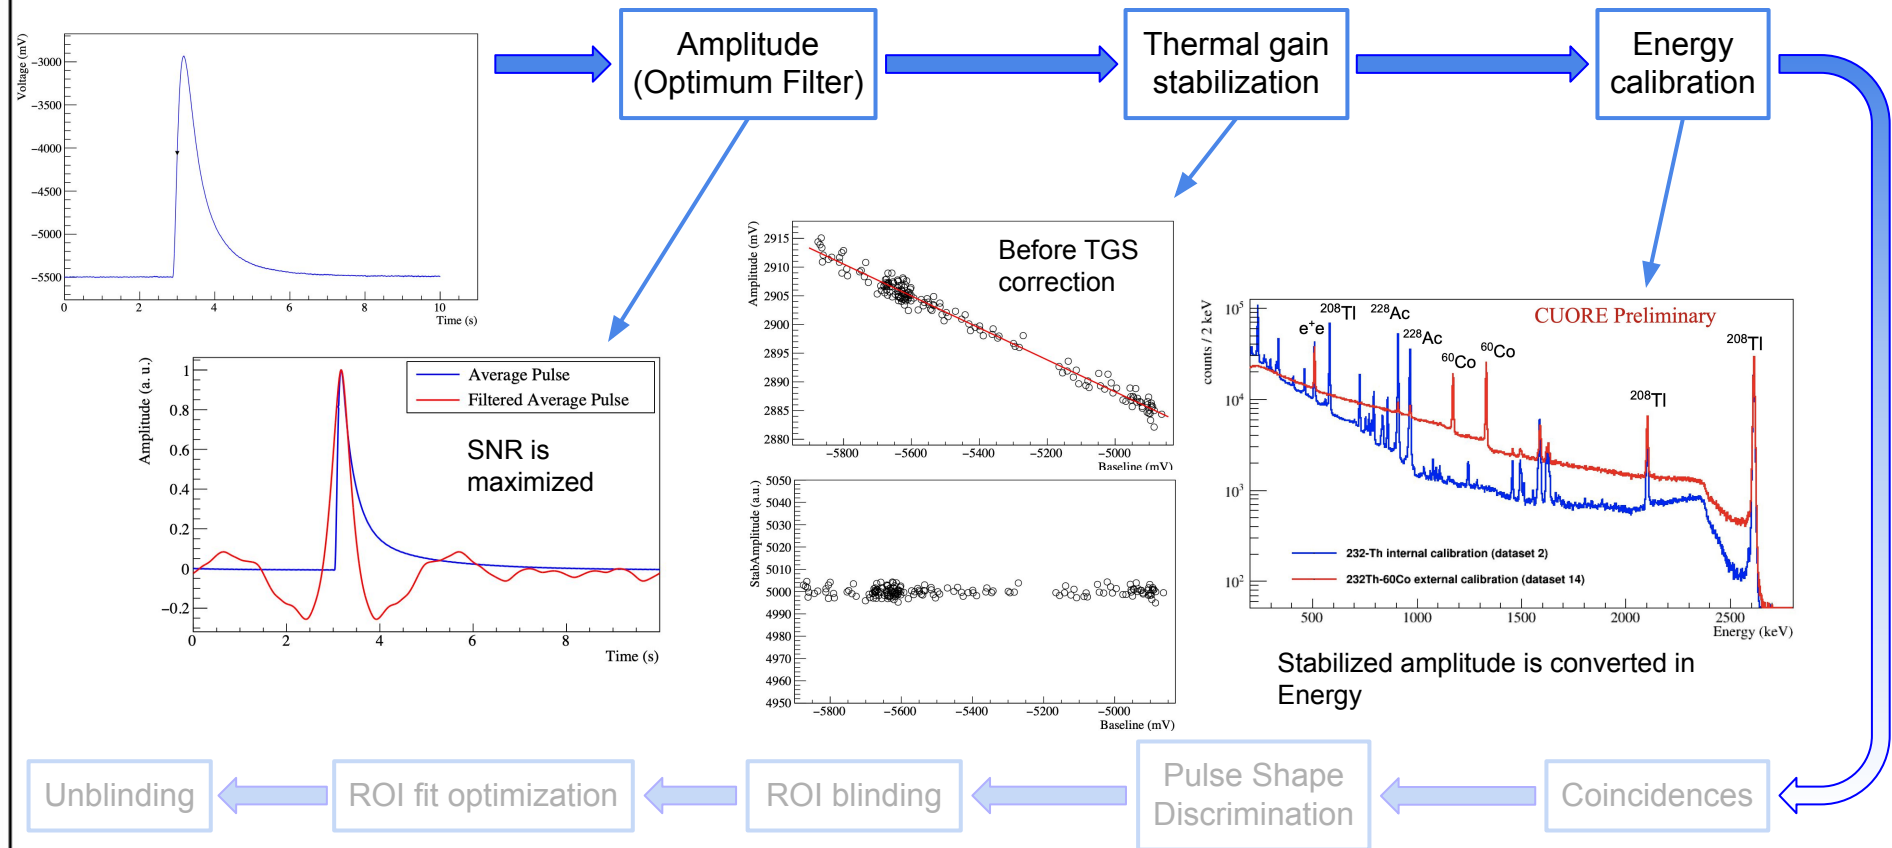 Amplitude
(Optimum Filter)
Thermal gain
stabilization
Energy
calibration
Voltage (mV)
−3000
−3500
−4000
−4500
−5000
−5500
0 2 4 6 8 10
Time (s)
Amplitude (a. u.)
1
0.8
0.6
0.4
0.2
0
−0.2
0 2 4 6 8
Time (s)
Average Pulse
Filtered Average Pulse
SNR is
maximized
Amplitude (mV)
2915
2910
2905
2900
2895
2890
2885
2880
−5800 −5600 −5400 −5200 −5000
Baseline (mV)
Before TGS
correction
StabAmplitude (a.u.)
5050
5040
5030
5020
5010
5000
4990
4980
4970
4960
4950
−5800 −5600 −5400 −5200 −5000
Baseline (mV)
counts / 2 keV
10⁵
10⁴
10³
10²
500 1000 1500 2000 2500
Energy (keV)
CUORE Preliminary
e⁺e
²⁰⁸Tl
²²⁸Ac
²²⁸Ac
⁶⁰Co
⁶⁰Co
²⁰⁸Tl
²⁰⁸Tl
232-Th internal calibration (dataset 2)
232Th-60Co external calibration (dataset 14)
Stabilized amplitude is converted in
Energy
Unblinding
ROI fit optimization
ROI blinding
Pulse Shape
Discrimination
Coincidences